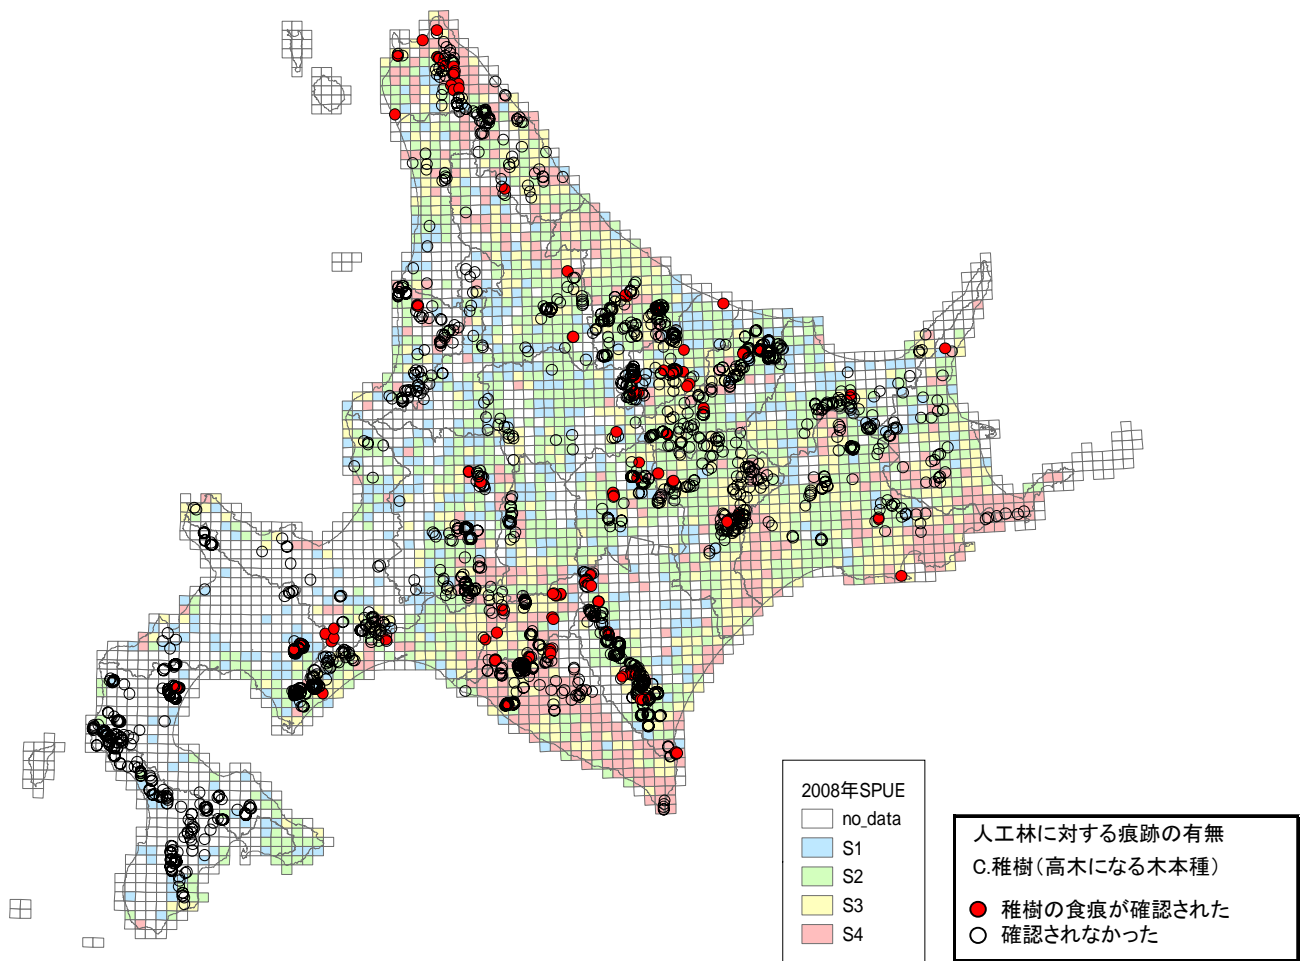 2008年SPUE
no_data
S1
S2
S3
S4
人工林に対する痕跡の有無
C.稚樹(高木になる木本種)
稚樹の食痕が確認された
確認されなかった